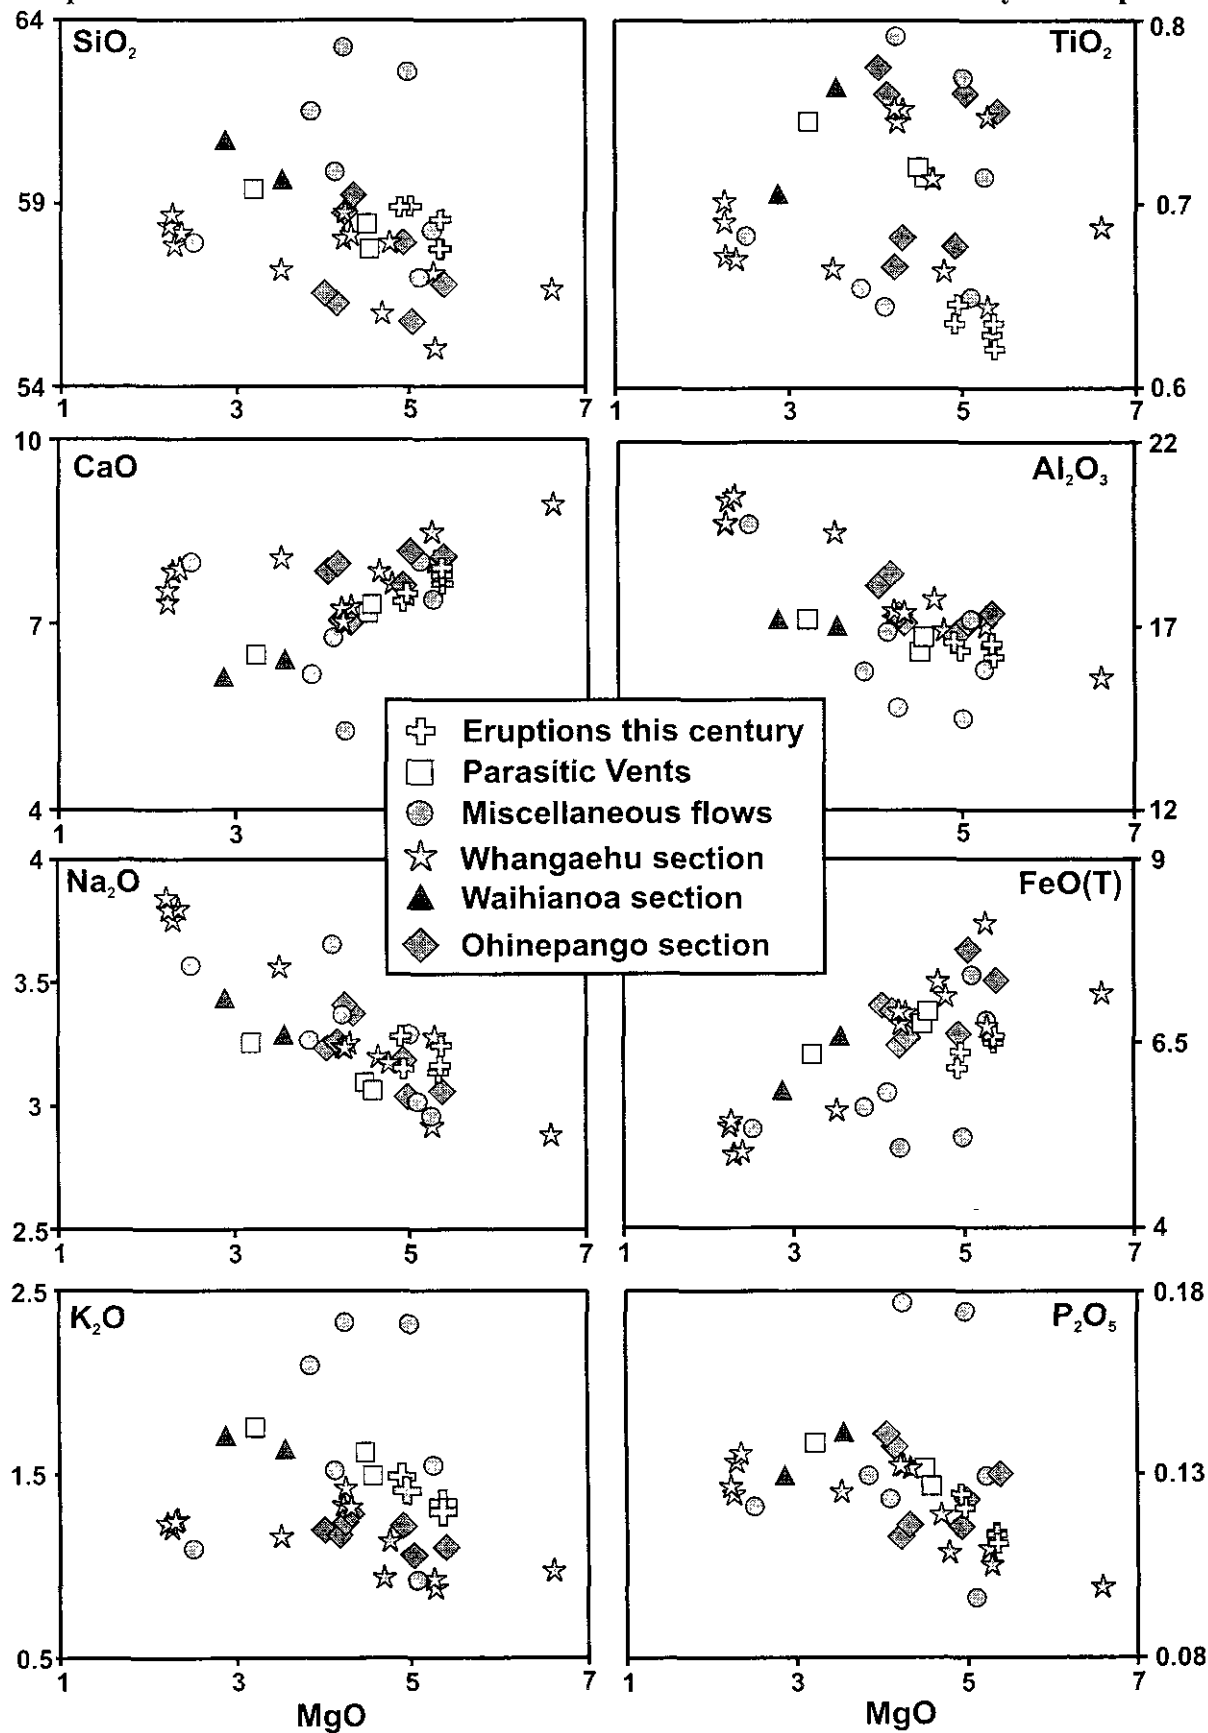 64
SiO₂
59
54
1 3 5 7
TiO₂
0.8
0.7
0.6
1 3 5 7
10
CaO
7
4
1 3
Al₂O₃
22
17
12
5 7
Eruptions this century
Parasitic Vents
Miscellaneous flows
Whangaehu section
Waihianoa section
Ohinepango section
4
Na₂O
3.5
3
2.5
1 3 5 7
FeO(T)
9
6.5
4
1 3 5 7
2.5
K₂O
1.5
0.5
1 3 5 7
MgO
P₂O₅
0.18
0.13
0.08
1 3 5 7
MgO